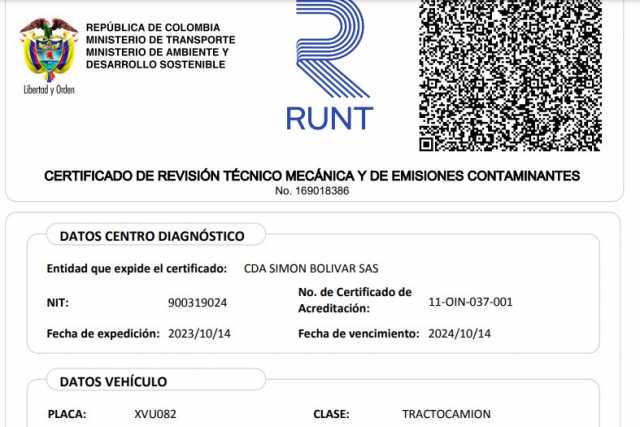 REPÚBLICA DE COLOMBIA
MINISTERIO DE TRANSPORTE
MINISTERIO DE AMBIENTE Y
DESARROLLO SOSTENIBLE
Libertad y Orden
RUNT
CERTIFICADO DE REVISIÓN TÉCNICO MECÁNICA Y DE EMISIONES CONTAMINANTES
No. 169018386
DATOS CENTRO DIAGNÓSTICO
Entidad que expide el certificado: CDA SIMON BOLIVAR SAS
NIT: 900319024 No. de Certificado de Acreditación: 11-OIN-037-001
Fecha de expedición: 2023/10/14 Fecha de vencimiento: 2024/10/14
DATOS VEHÍCULO
PLACA: XVU082 CLASE: TRACTOCAMION